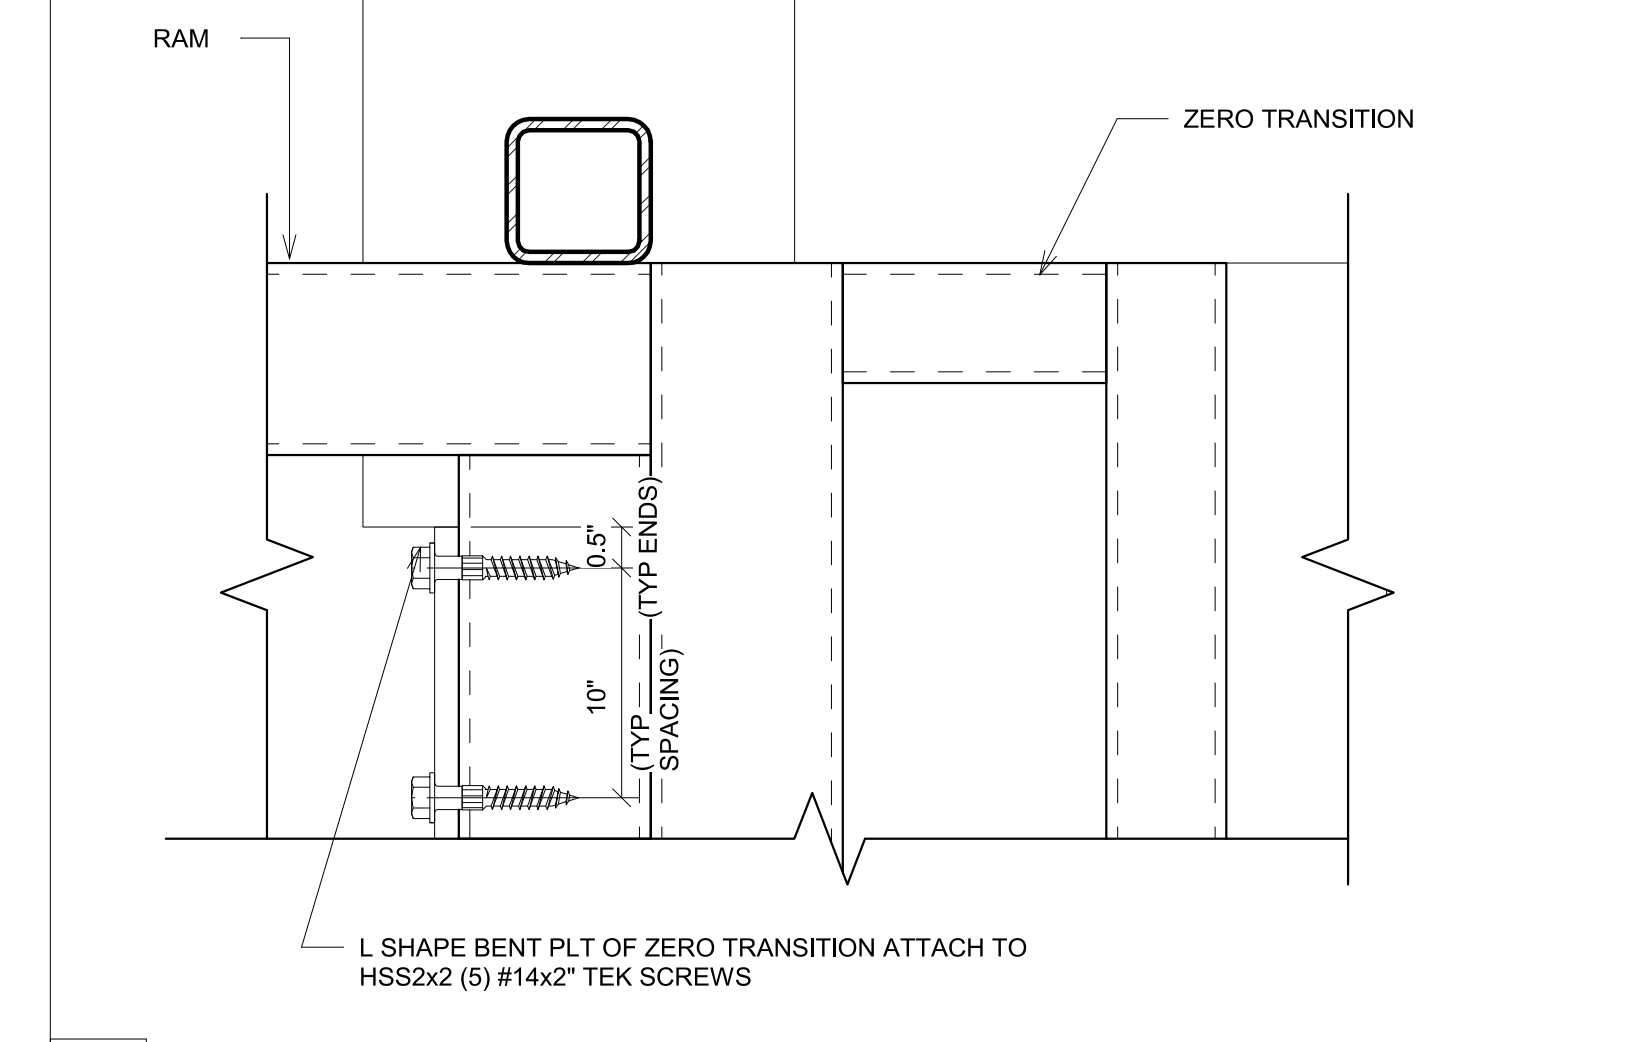 RAM
ZERO TRANSITION
0.5"
(TYP ENDS)
10"
(TYP
SPACING)
L SHAPE BENT PLT OF ZERO TRANSITION ATTACH TO
HSS2x2 (5) #14x2" TEK SCREWS